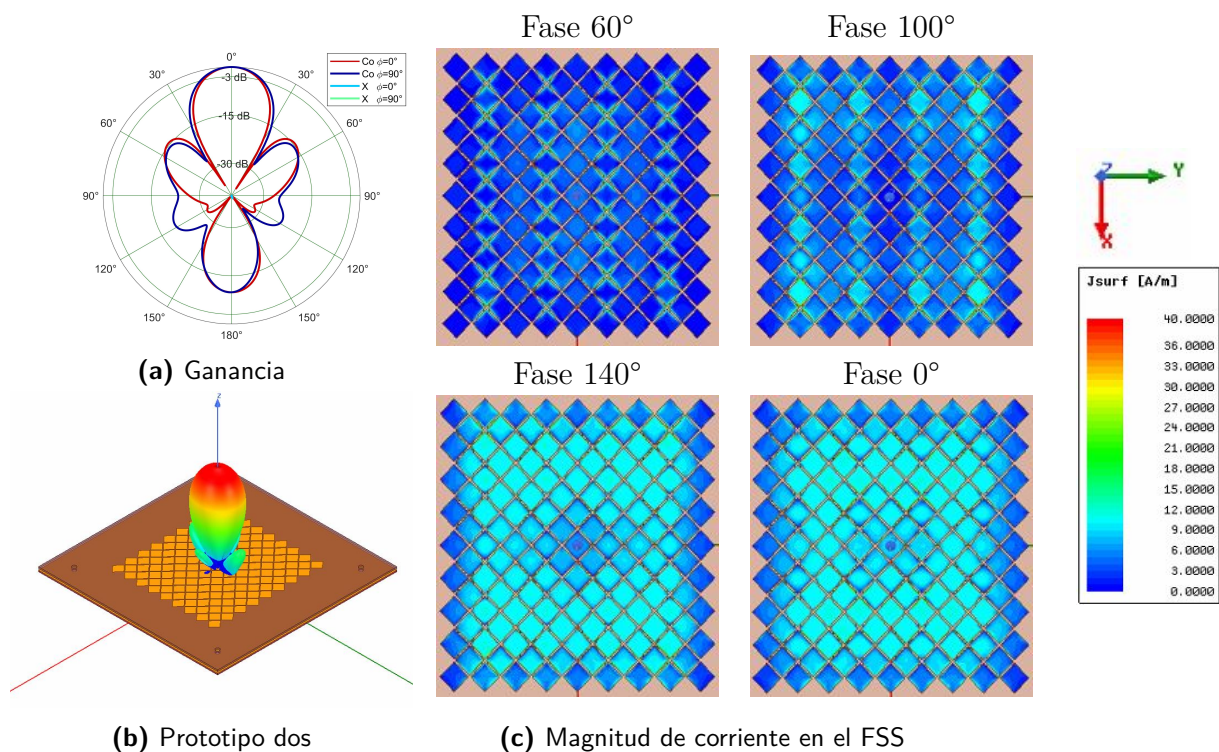 Fase 60°
Fase 100°
0°
-3 dB
30°
30°
-15 dB
60°
60°
-30 dB
90°
90°
120°
120°
150°
150°
180°
Co ϕ=0°
Co ϕ=90°
X ϕ=0°
X ϕ=90°
(a) Ganancia
Z
Y
X
Jsurf [A/m]
40.0000
36.0000
33.0000
30.0000
27.0000
24.0000
21.0000
18.0000
15.0000
12.0000
9.0000
6.0000
3.0000
0.0000
Fase 140°
Fase 0°
z
(b) Prototipo dos
(c) Magnitud de corriente en el FSS